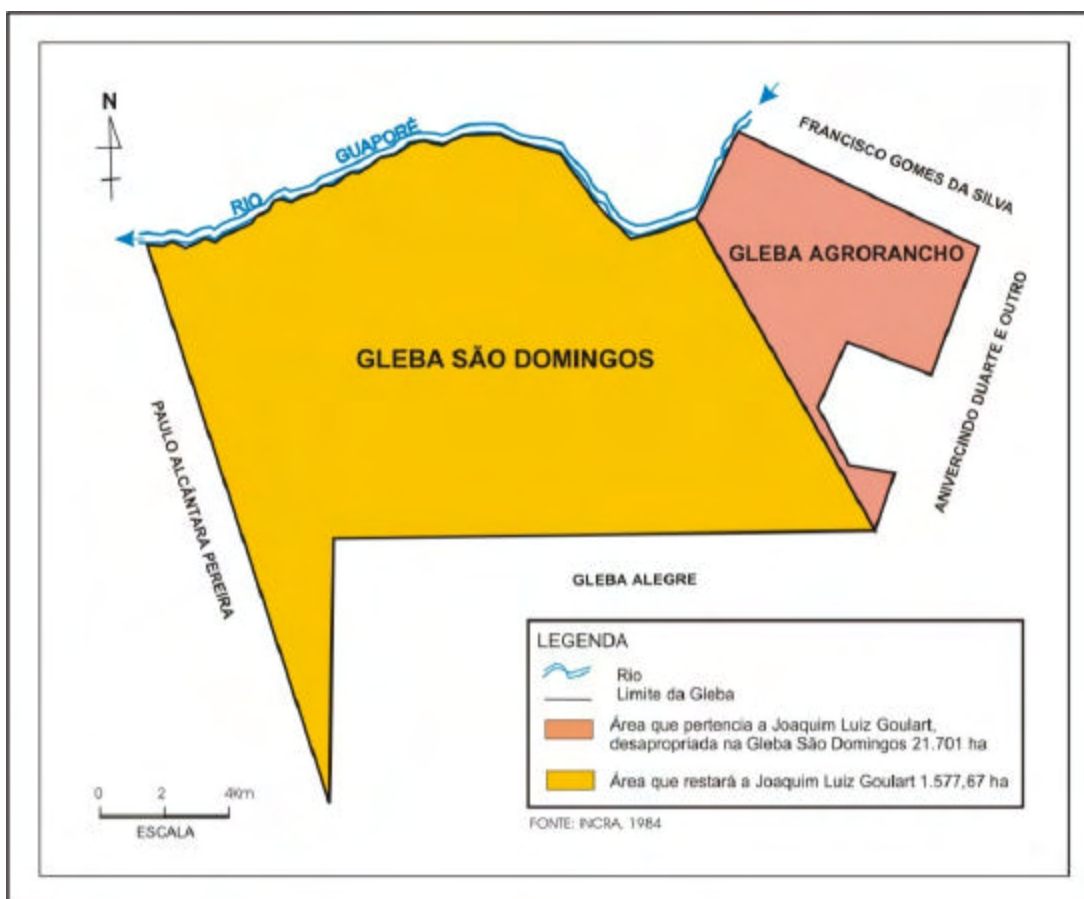 N
RIO GUAPORÉ
FRANCISCO GOMES DA SILVA
GLEBA AGRORANCHO
GLEBA SÃO DOMINGOS
ANIVERCINDO DUARTE E OUTRO
PAULO ALCÂNTARA PEREIRA
GLEBA ALEGRE
LEGENDA
Rio
Limite da Gleba
Área que pertencia a Joaquim Luiz Goulart,
desapropriada na Gleba São Domingos 21.701 ha
Área que restará a Joaquim Luiz Goulart 1.577,67 ha
0 2 4km
ESCALA
FONTE: INCRA, 1984